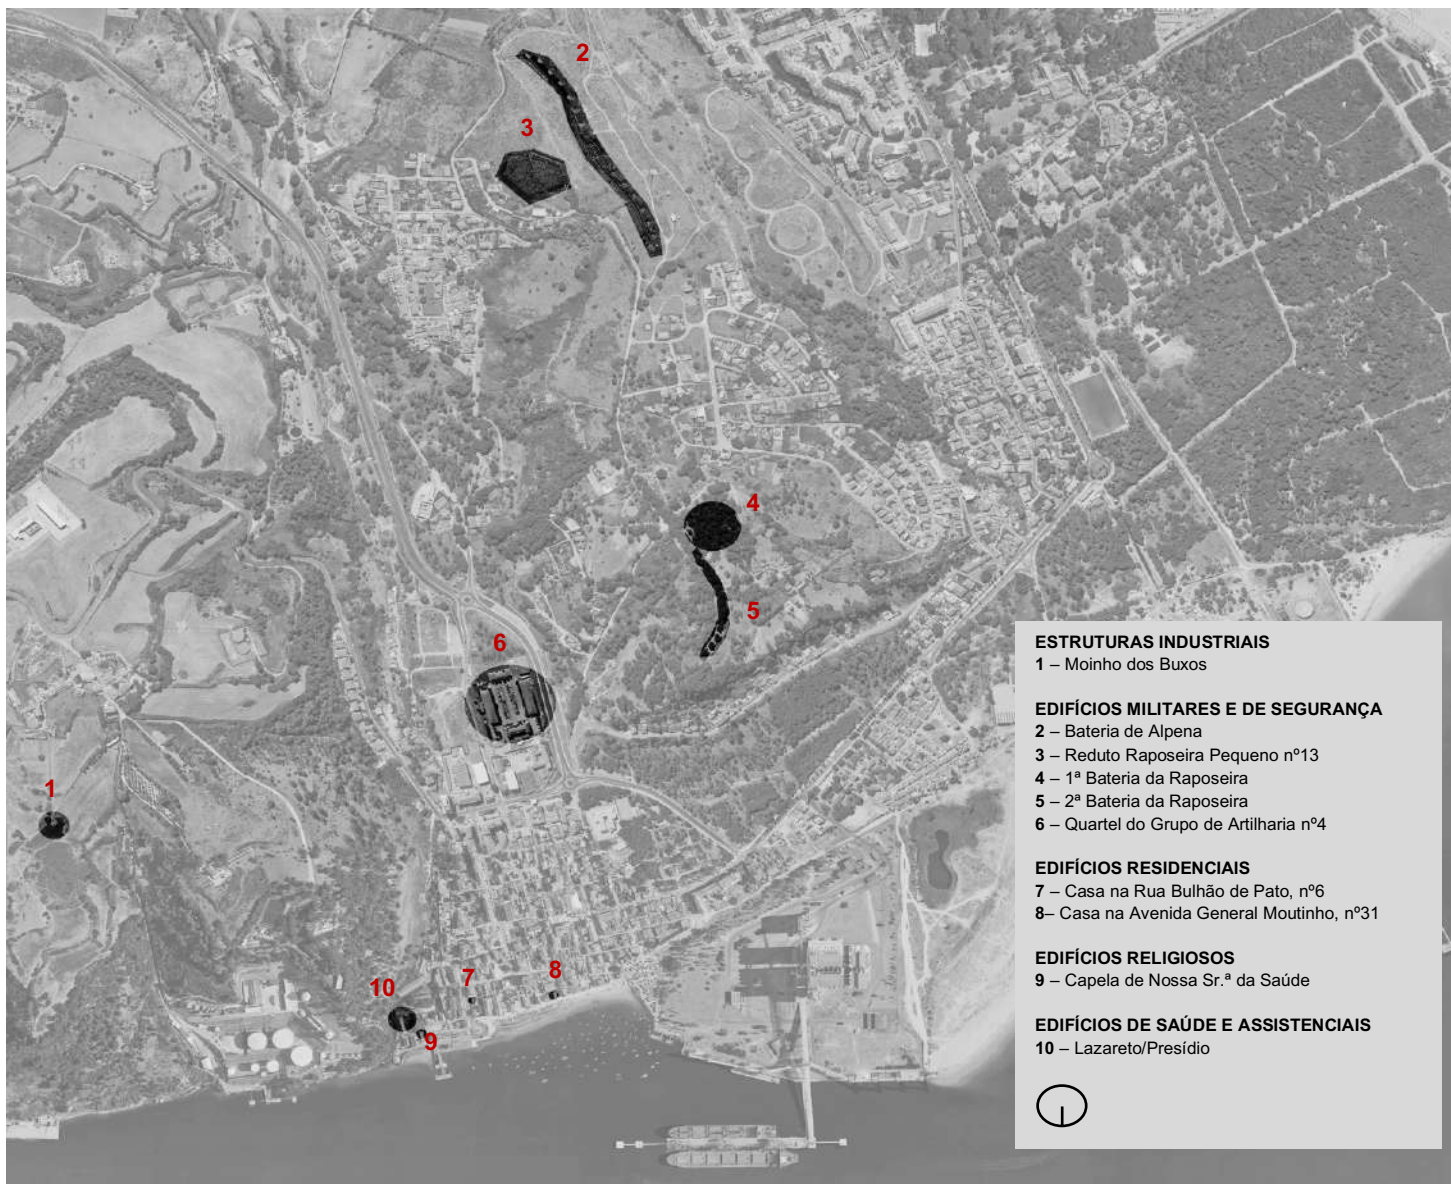 2
3
4
5
6
1
7
8
10
9
ESTRUTURAS INDUSTRIAIS
1 – Moinho dos Buxos
EDIFÍCIOS MILITARES E DE SEGURANÇA
2 – Bateria de Alpena
3 – Reduto Raposeira Pequeno nº13
4 – 1ª Bateria da Raposeira
5 – 2ª Bateria da Raposeira
6 – Quartel do Grupo de Artilharia nº4
EDIFÍCIOS RESIDENCIAIS
7 – Casa na Rua Bulhão de Pato, nº6
8– Casa na Avenida General Moutinho, nº31
EDIFÍCIOS RELIGIOSOS
9 – Capela de Nossa Sr.ª da Saúde
EDIFÍCIOS DE SAÚDE E ASSISTENCIAIS
10 – Lazareto/Presídio